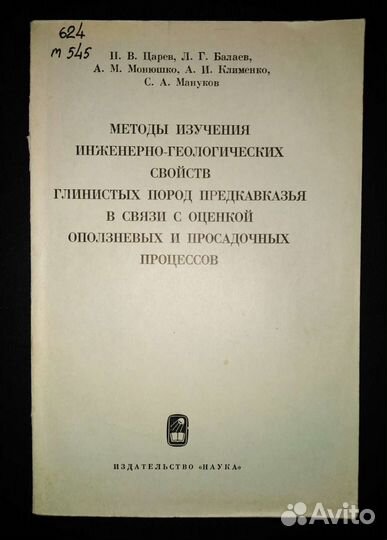 624
т 545
П. В. Царев, Л. Г. Балаев,
А. М. Монюшко, А. И. Клименко,
С. А. Мануков
МЕТОДЫ ИЗУЧЕНИЯ
ИНЖЕНЕРНО-ГЕОЛОГИЧЕСКИХ
СВОЙСТВ
ГЛИНИСТЫХ ПОРОД ПРЕДКАВКАЗЬЯ
В СВЯЗИ С ОЦЕНКОЙ
ОПОЛЗНЕВЫХ И ПРОСАДОЧНЫХ
ПРОЦЕССОВ
ИЗДАТЕЛЬСТВО «НАУКА»
Avito